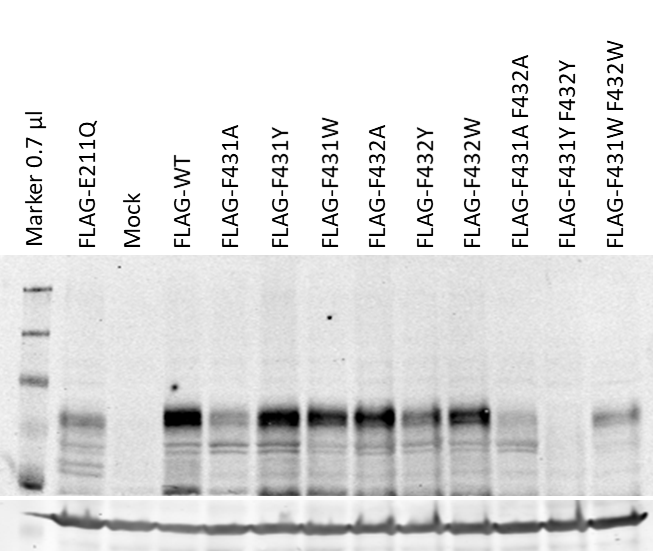 Marker 0.7 µl
FLAG-E211Q
Mock
FLAG-WT
FLAG-F431A
FLAG-F431Y
FLAG-F431W
FLAG-F432A
FLAG-F432Y
FLAG-F432W
FLAG-F431A F432A
FLAG-F431Y F432Y
FLAG-F431W F432W